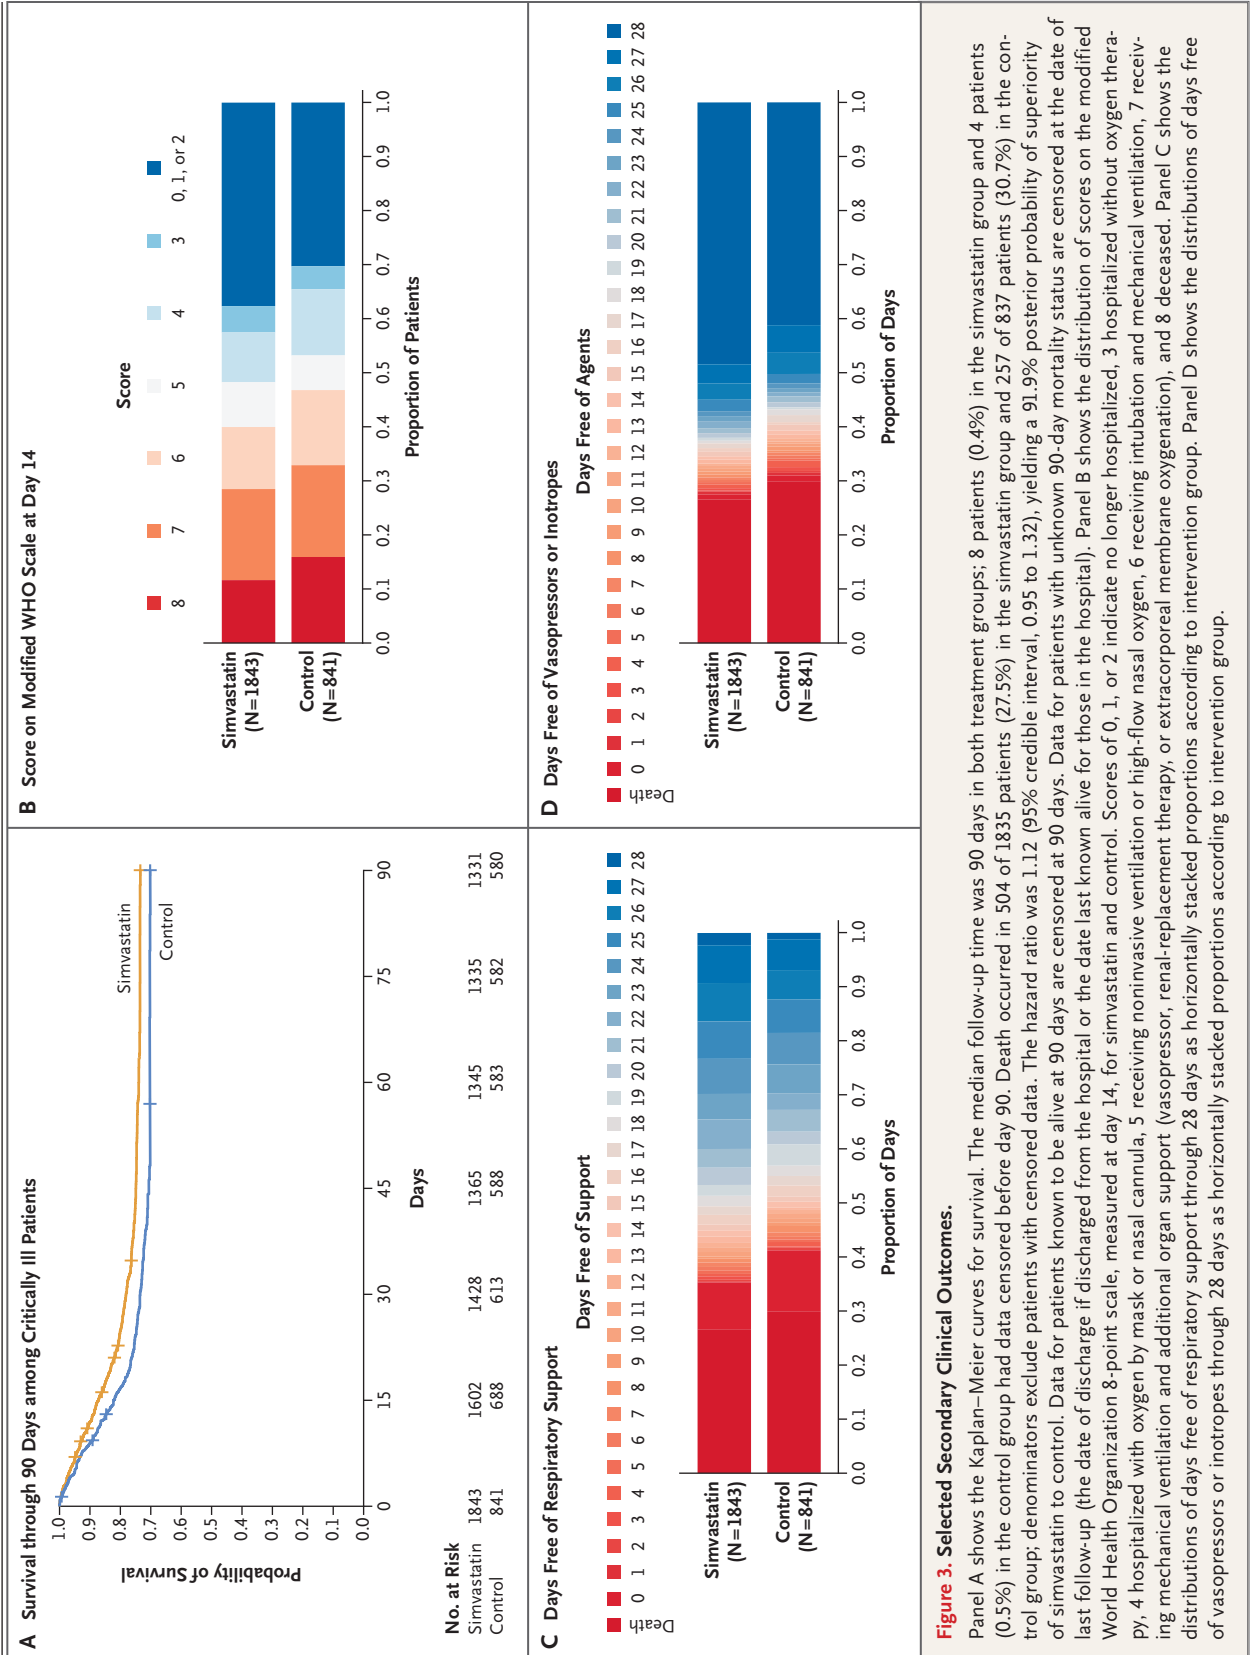 A Survival through 90 Days among Critically Ill Patients
Probability of Survival
1.0
0.9
0.8
0.7
0.6
0.5
0.4
0.3
0.2
0.1
0.0
0 15 30 45 60 75 90
Days
Simvastatin
Control
No. at Risk
Simvastatin 1843 1602 1428 1365 1345 1335 1331
Control 841 688 613 588 583 582 580
B Score on Modified WHO Scale at Day 14
Score
8 7 6 5 4 3 0, 1, or 2
Simvastatin
(N=1843)
Control
(N=841)
0.0 0.1 0.2 0.3 0.4 0.5 0.6 0.7 0.8 0.9 1.0
Proportion of Patients
C Days Free of Respiratory Support
Days Free of Support
Death 0 1 2 3 4 5 6 7 8 9 10 11 12 13 14 15 16 17 18 19 20 21 22 23 24 25 26 27 28
Simvastatin
(N=1843)
Control
(N=841)
0.0 0.1 0.2 0.3 0.4 0.5 0.6 0.7 0.8 0.9 1.0
Proportion of Days
D Days Free of Vasopressors or Inotropes
Days Free of Agents
Death 0 1 2 3 4 5 6 7 8 9 10 11 12 13 14 15 16 17 18 19 20 21 22 23 24 25 26 27 28
Simvastatin
(N=1843)
Control
(N=841)
0.0 0.1 0.2 0.3 0.4 0.5 0.6 0.7 0.8 0.9 1.0
Proportion of Days
Figure 3. Selected Secondary Clinical Outcomes.
Panel A shows the Kaplan–Meier curves for survival. The median follow-up time was 90 days in both treatment groups; 8 patients (0.4%) in the simvastatin group and 4 patients
(0.5%) in the control group had data censored before day 90. Death occurred in 504 of 1835 patients (27.5%) in the simvastatin group and 257 of 837 patients (30.7%) in the con-
trol group; denominators exclude patients with censored data. The hazard ratio was 1.12 (95% credible interval, 0.95 to 1.32), yielding a 91.9% posterior probability of superiority
of simvastatin to control. Data for patients known to be alive at 90 days are censored at 90 days. Data for patients with unknown 90-day mortality status are censored at the date of
last follow-up (the date of discharge if discharged from the hospital or the date last known alive for those in the hospital). Panel B shows the distribution of scores on the modified
World Health Organization 8-point scale, measured at day 14, for simvastatin and control. Scores of 0, 1, or 2 indicate no longer hospitalized, 3 hospitalized without oxygen thera-
py, 4 hospitalized with oxygen by mask or nasal cannula, 5 receiving noninvasive ventilation or high-flow nasal oxygen, 6 receiving intubation and mechanical ventilation, 7 receiv-
ing mechanical ventilation and additional organ support (vasopressor, renal-replacement therapy, or extracorporeal membrane oxygenation), and 8 deceased. Panel C shows the
distributions of days free of respiratory support through 28 days as horizontally stacked proportions according to intervention group. Panel D shows the distributions of days free
of vasopressors or inotropes through 28 days as horizontally stacked proportions according to intervention group.